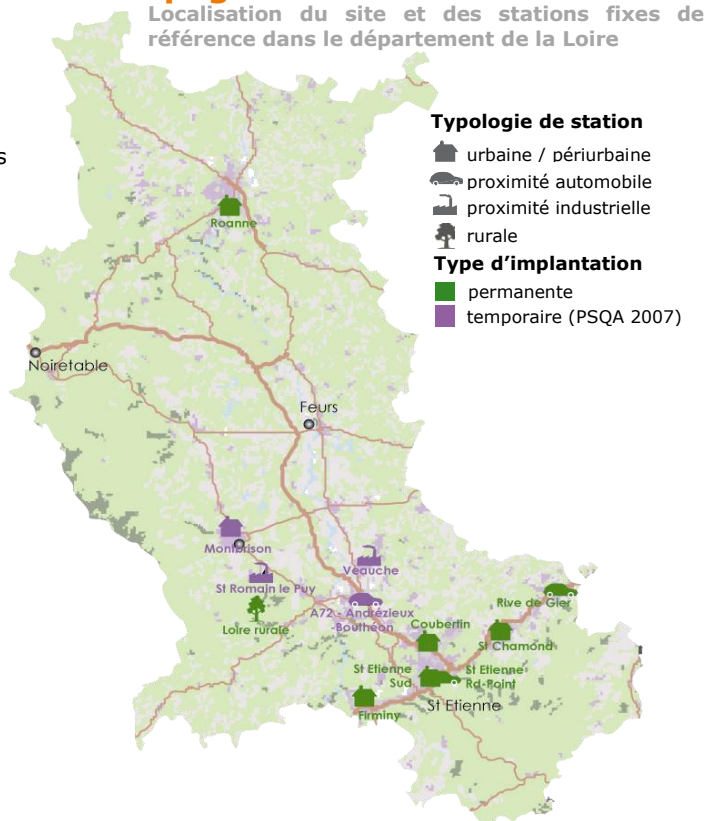 Localisation du site et des stations fixes de
référence dans le département de la Loire
s
Typologie de station
urbaine / périurbaine
proximité automobile
proximité industrielle
rurale
Type d'implantation
permanente
temporaire (PSQA 2007)
Roanne
Noiretable
Feurs
Montbrison
Veauche
St Romain le Puy
Loire rurale
A72 - Andrézieux
-Bouthéon
Rive de Gier
Coubertin
St Chamond
St Etienne
Sud
St Etienne
Rd-Point
Firminy
St Etienne